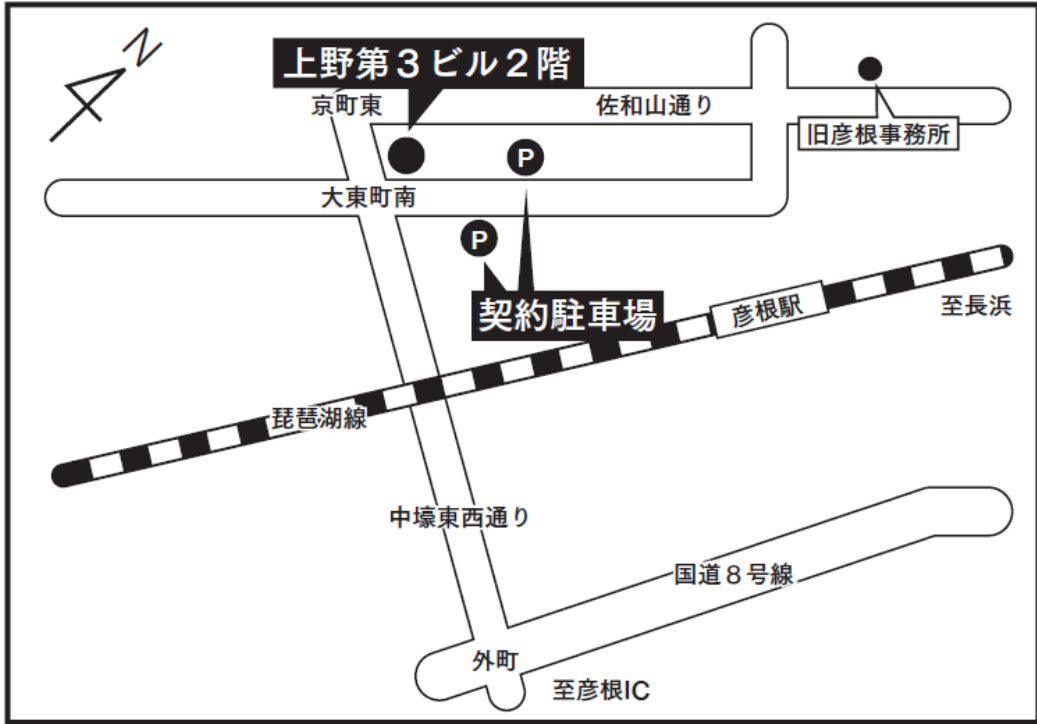 N
上野第３ビル２階
京町東
佐和山通り
旧彦根事務所
P
大東町南
P
契約駐車場
彦根駅
至長浜
琵琶湖線
中壕東西通り
国道８号線
外町
至彦根IC